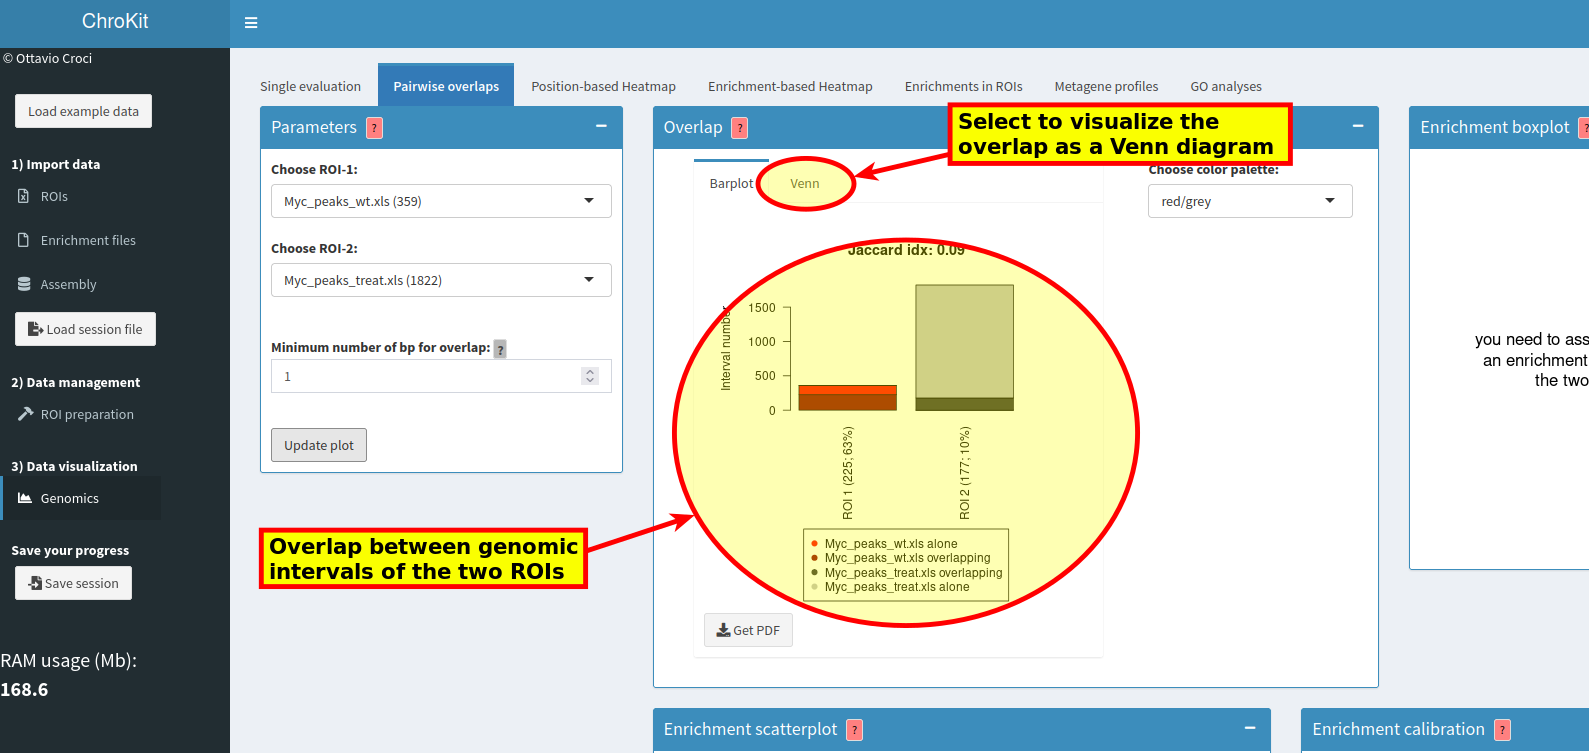 ChroKit
© Ottavio Croci
Load example data
1) Import data
ROIs
Enrichment files
Assembly
Load session file
2) Data management
ROI preparation
3) Data visualization
Genomics
Save your progress
Save session
RAM usage (Mb):
168.6
Single evaluation
Pairwise overlaps
Position-based Heatmap
Enrichment-based Heatmap
Enrichments in ROIs
Metagene profiles
GO analyses
Parameters ?
Choose ROI-1:
Myc_peaks_wt.xls (359)
Choose ROI-2:
Myc_peaks_treat.xls (1822)
Minimum number of bp for overlap: ?
1
Update plot
Overlap between genomic
intervals of the two ROIs
Overlap ?
Select to visualize the
overlap as a Venn diagram
Barplot
Venn
Choose color palette:
red/grey
Jaccard idx: 0.09
Interval number
1500
1000
500
0
ROI 1 (225; 63%)
ROI 2 (177; 10%)
Myc_peaks_wt.xls alone
Myc_peaks_wt.xls overlapping
Myc_peaks_treat.xls overlapping
Myc_peaks_treat.xls alone
Get PDF
Enrichment boxplot ?
you need to ass
an enrichment
the two
Enrichment scatterplot ?
Enrichment calibration ?